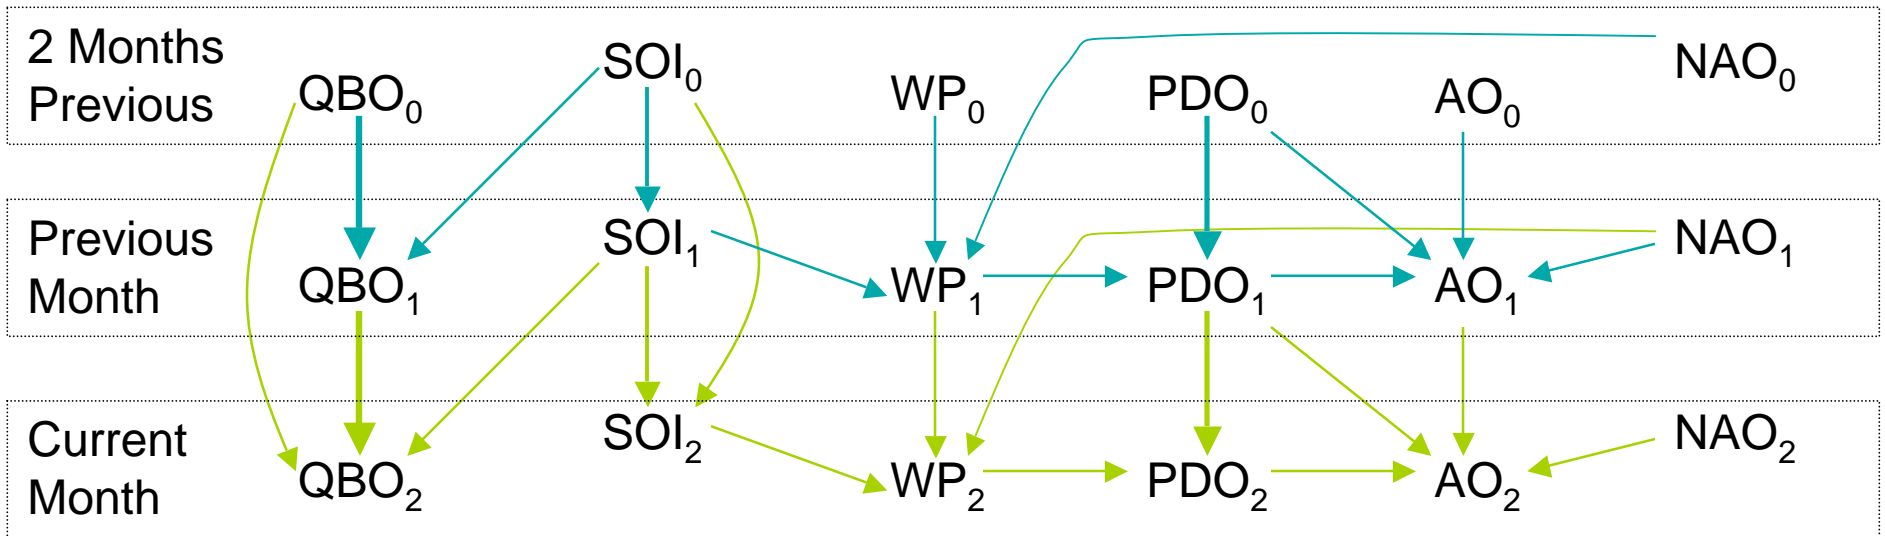 2 Months
Previous
QBO₀
SOI₀
WP₀
PDO₀
AO₀
NAO₀
Previous
Month
QBO₁
SOI₁
WP₁
PDO₁
AO₁
NAO₁
Current
Month
QBO₂
SOI₂
WP₂
PDO₂
AO₂
NAO₂